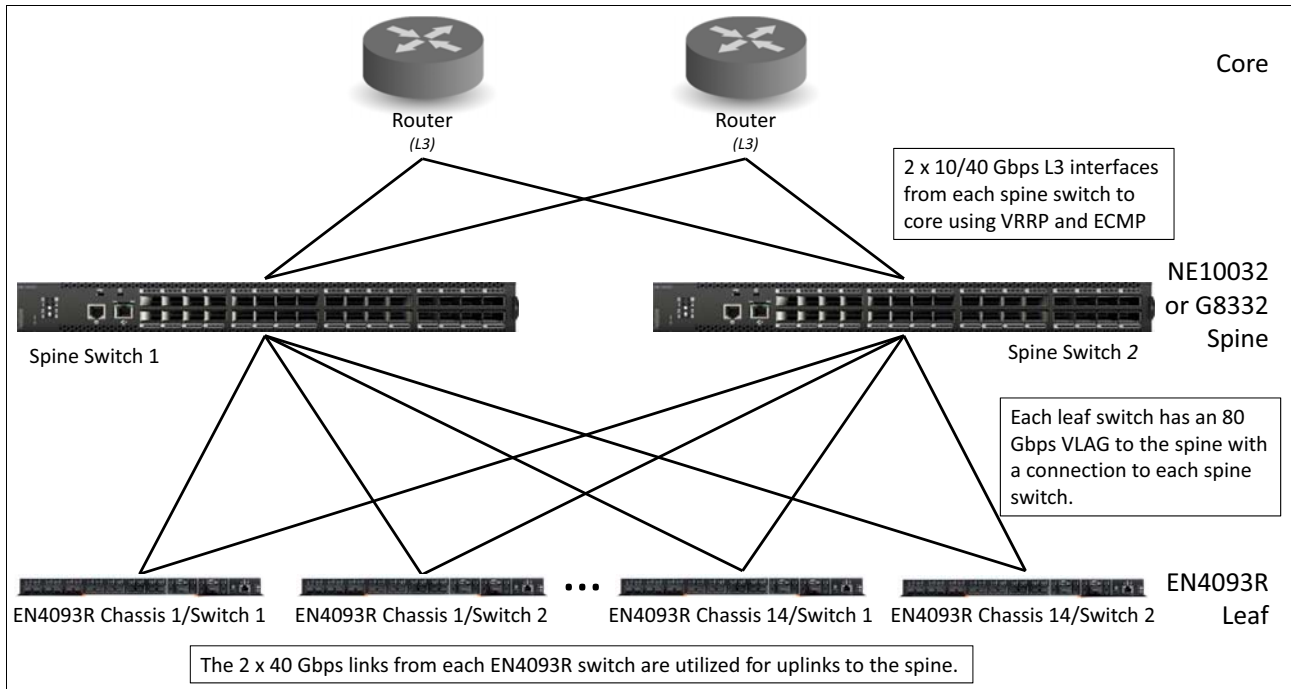 Core
Router
(L3)
Router
(L3)
2 x 10/40 Gbps L3 interfaces
from each spine switch to
core using VRRP and ECMP
NE10032
or G8332
Spine
Spine Switch 1
Spine Switch 2
Each leaf switch has an 80
Gbps VLAG to the spine with
a connection to each spine
switch.
...
EN4093R
Leaf
EN4093R Chassis 1/Switch 1
EN4093R Chassis 1/Switch 2
EN4093R Chassis 14/Switch 1
EN4093R Chassis 14/Switch 2
The 2 x 40 Gbps links from each EN4093R switch are utilized for uplinks to the spine.